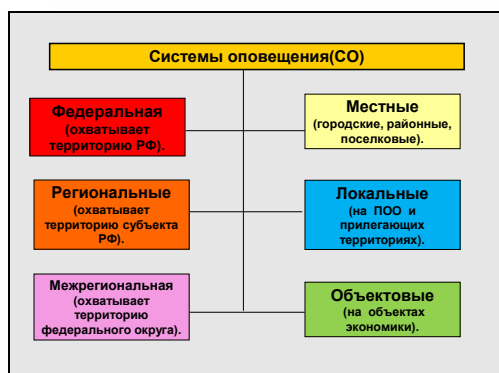 Системы оповещения(СО)
Федеральная
(охватывает
территорию РФ).
Местные
(городские, районные,
поселковые).
Региональные
(охватывает
территорию субъекта
РФ).
Локальные
(на ПОО и
прилегающих
территориях).
Межрегиональная
(охватывает
территорию
федерального округа).
Объектовые
(на объектах
экономики).